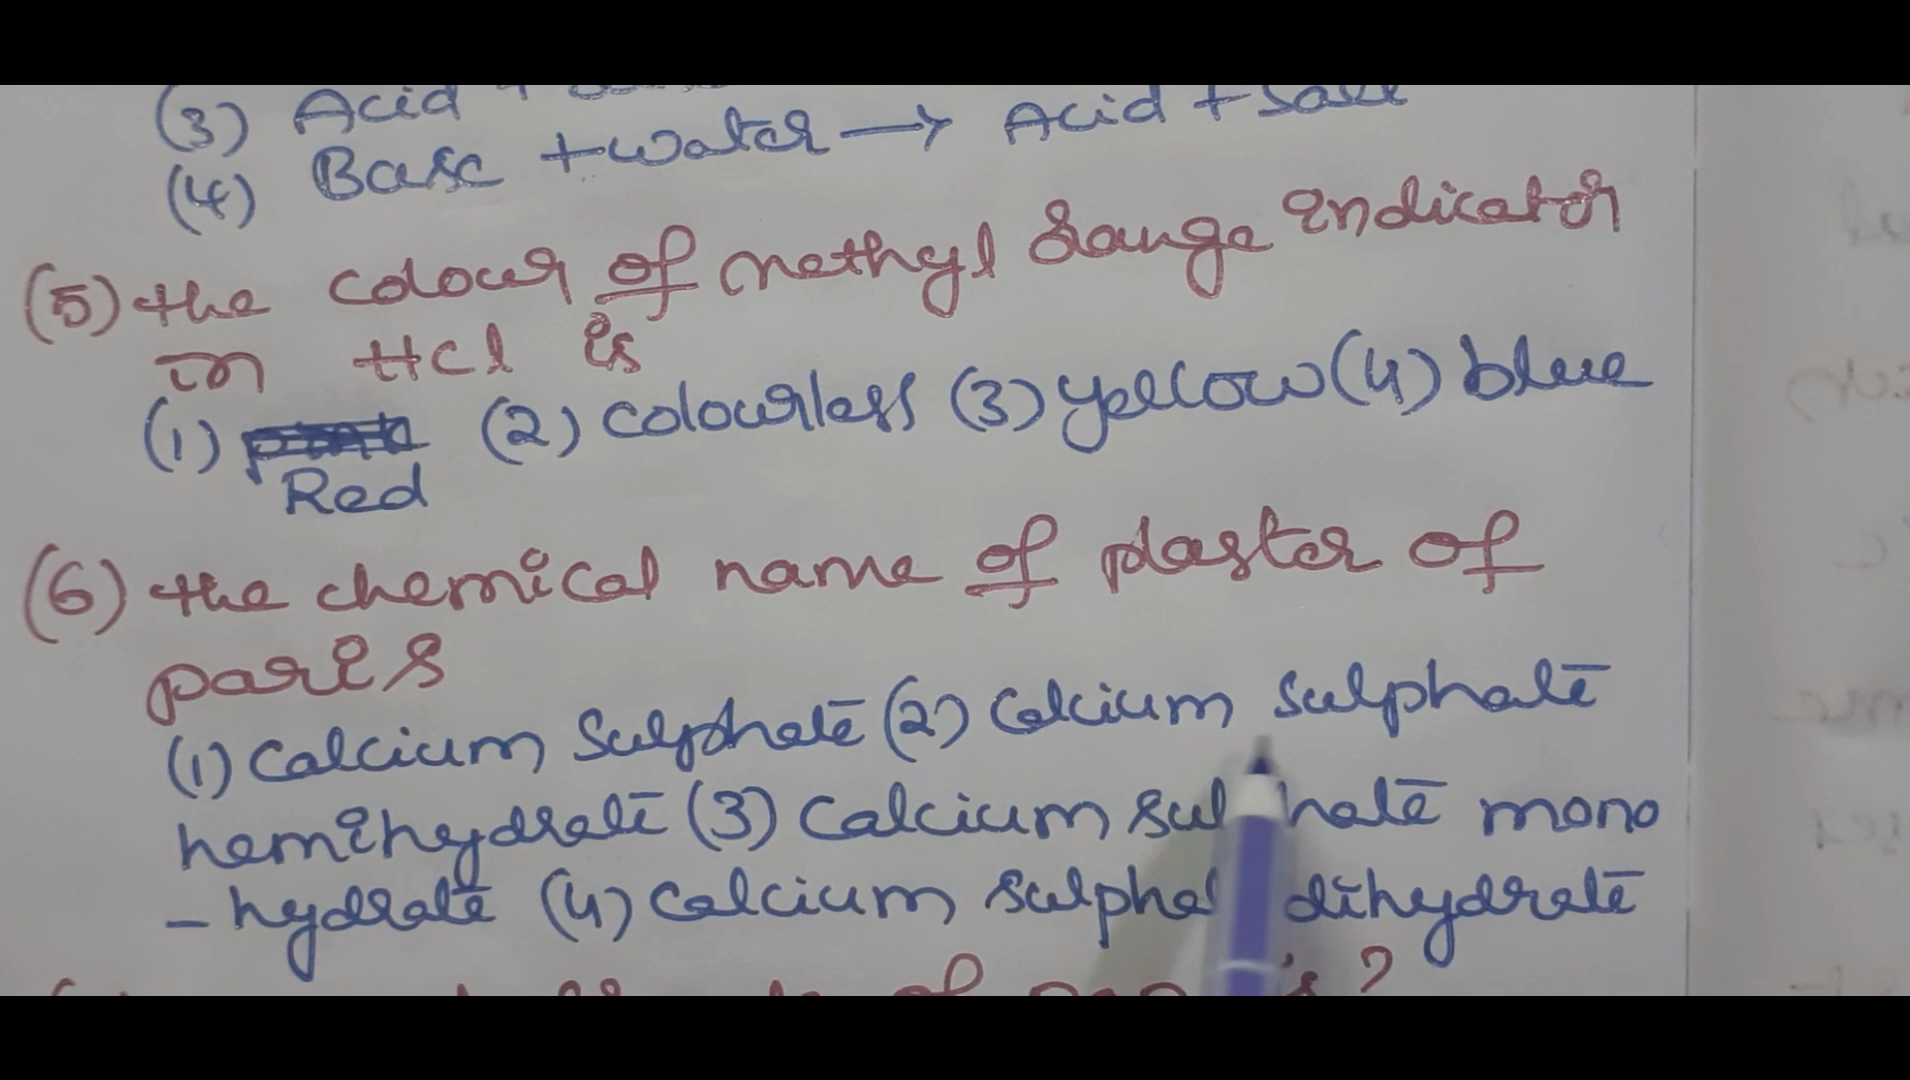 (3) Acid +
(4) Base + water → Acid + Salt
(5) the colour of methyl orange indicator
in HCl is
(1) (2) colourless (3) yellow (4) blue
Red
(6) the chemical name of plaster of
paris
(1) Calcium Sulphate (2) Calcium Sulphate
hemihydrate (3) Calcium sulphate mono
- hydrate (4) Calcium sulphate dihydrate
of